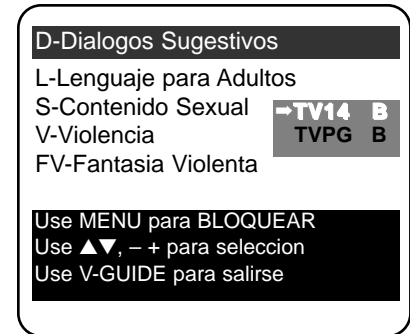 D-Dialogos Sugestivos
L-Lenguaje para Adultos
S-Contenido Sexual
➡TV14 B
V-Violencia
TVPG B
FV-Fantasia Violenta
Use MENU para BLOQUEAR
Use ▲▼, – + para seleccion
Use V-GUIDE para salirse